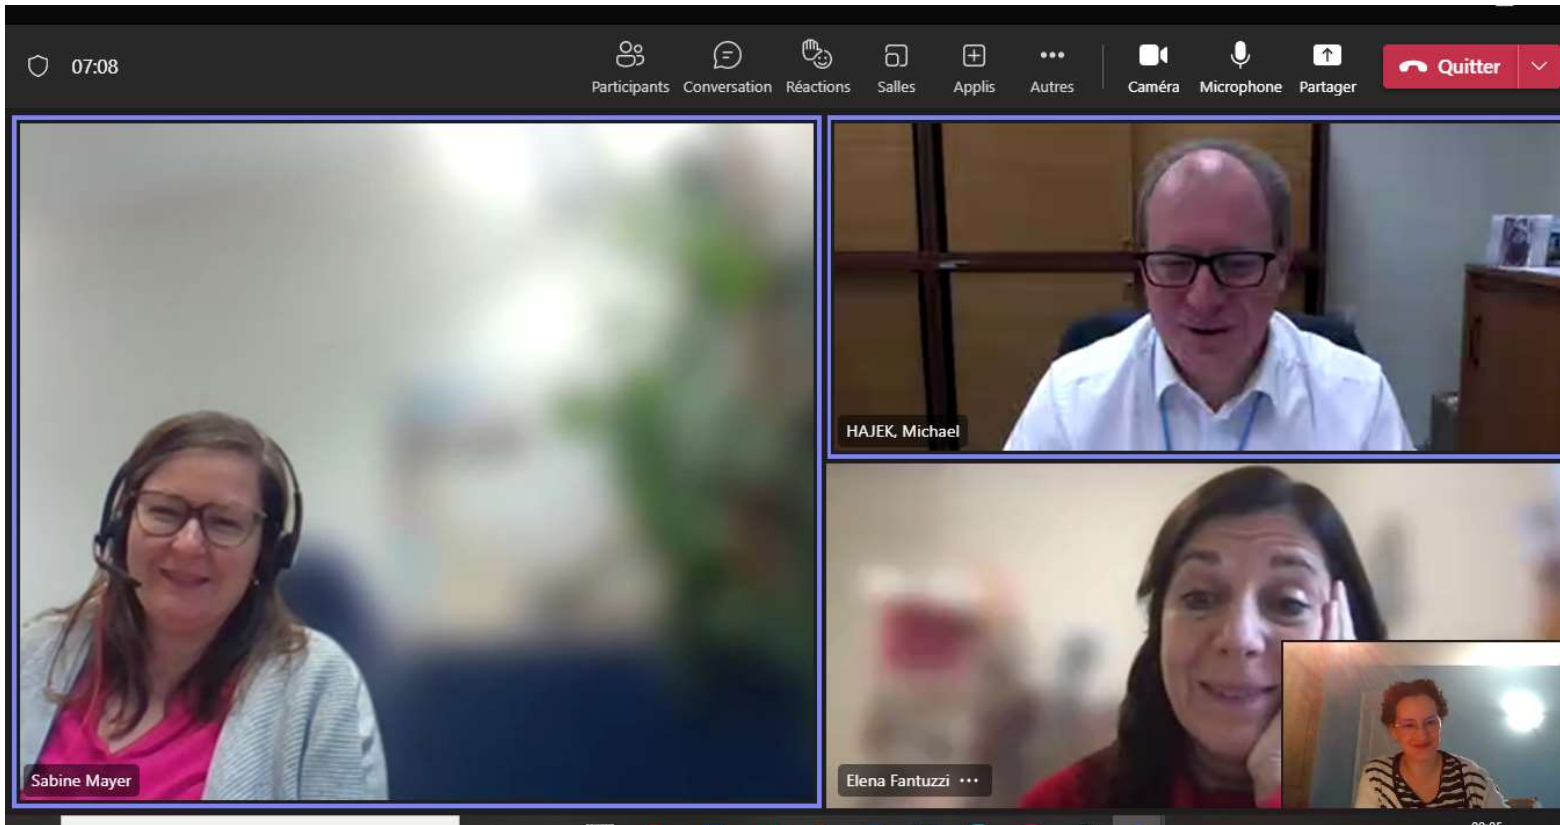 07:08
Participants Conversation Réactions Salles Applis Autres Caméra Microphone Partager
Quitter
Sabine Mayer
HAJEK, Michael
Elena Fantuzzi